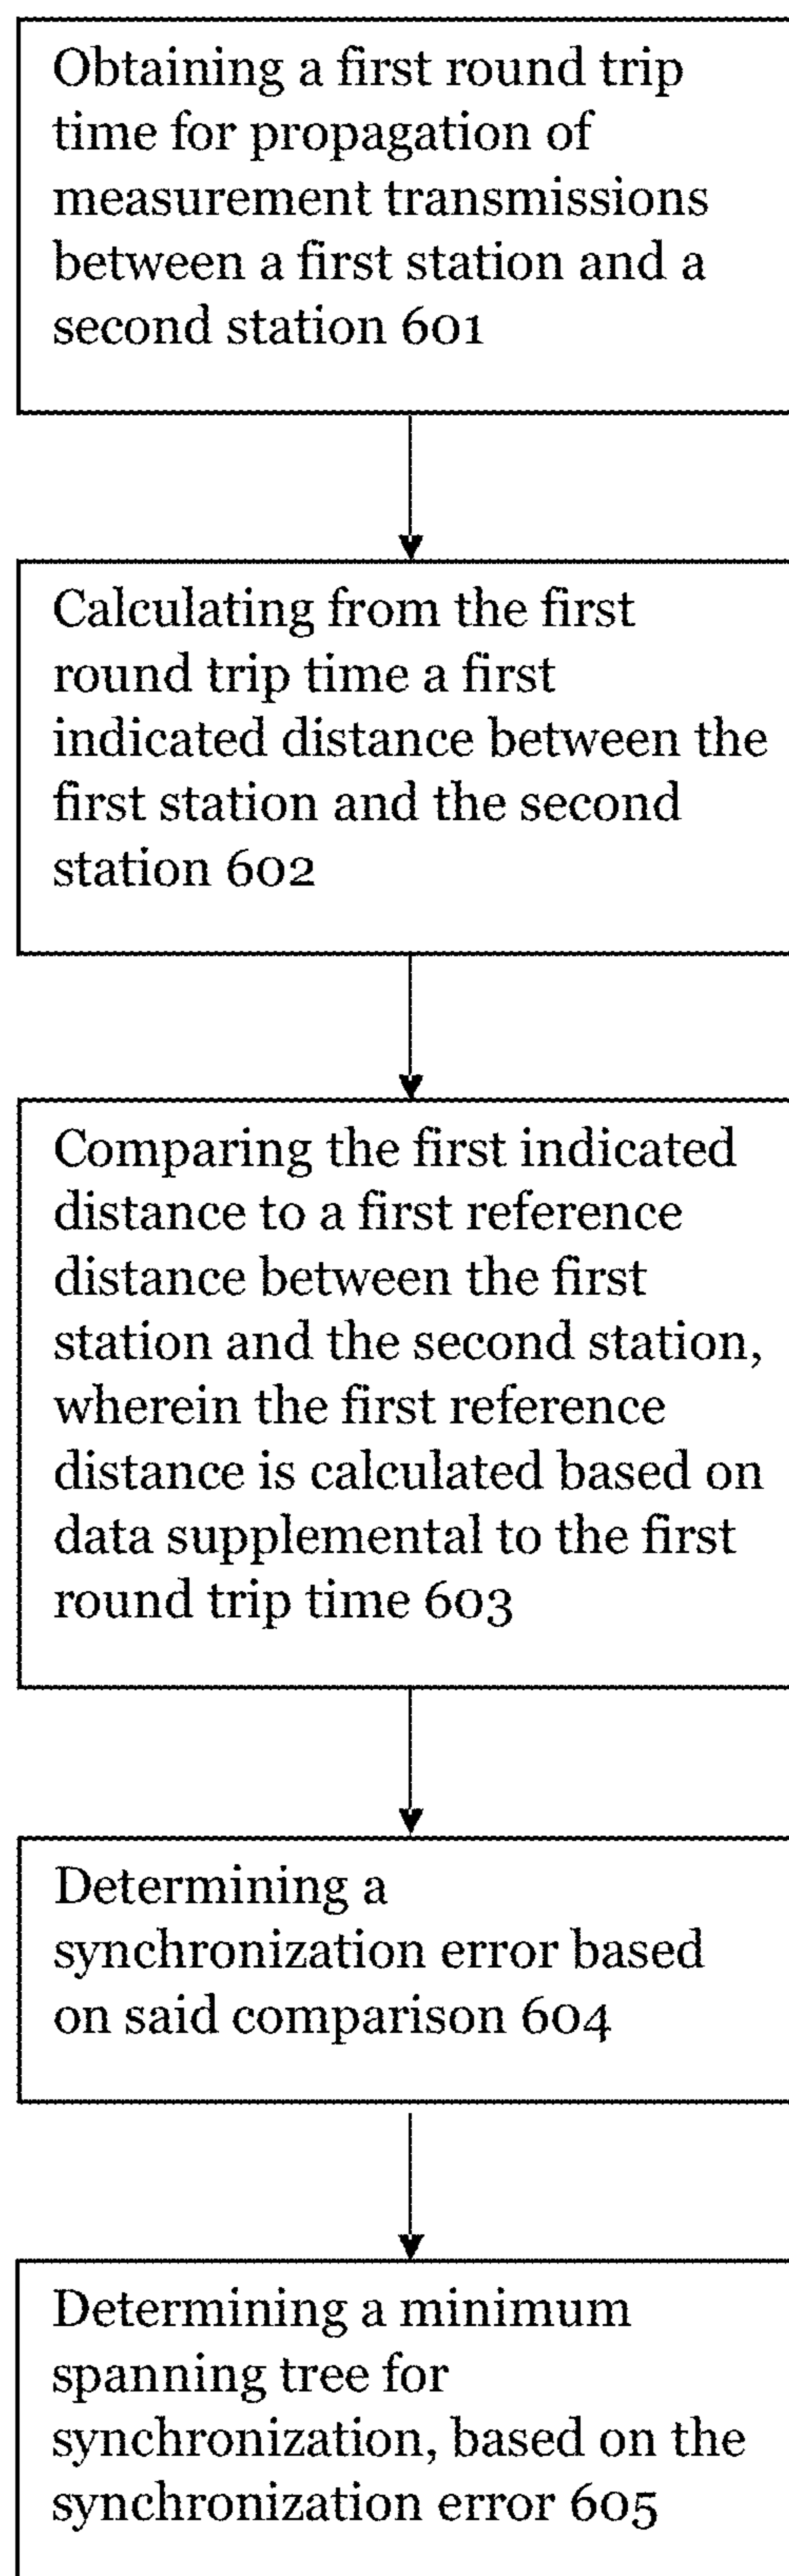 Obtaining a first round trip
time for propagation of
measurement transmissions
between a first station and a
second station 601
Calculating from the first
round trip time a first
indicated distance between the
first station and the second
station 602
Comparing the first indicated
distance to a first reference
distance between the first
station and the second station,
wherein the first reference
distance is calculated based on
data supplemental to the first
round trip time 603
Determining a
synchronization error based
on said comparison 604
Determining a minimum
spanning tree for
synchronization, based on the
synchronization error 605